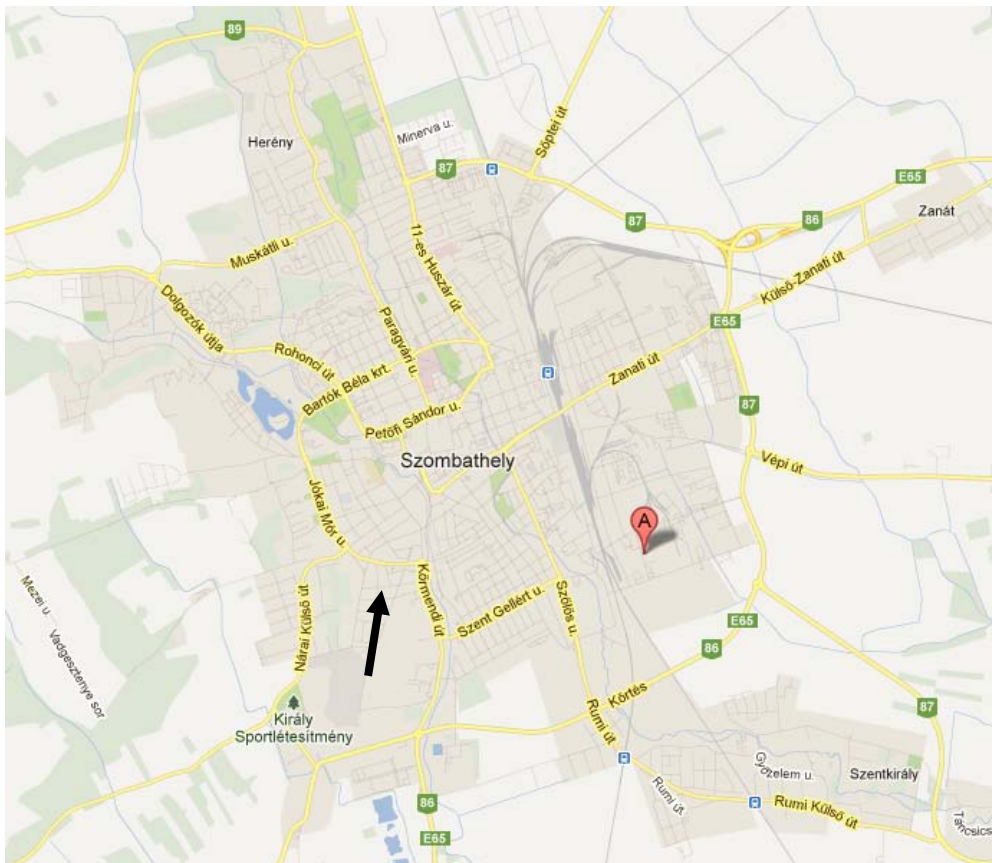 89
Herény
Minerva u.
87
Sóptei út
87
86
E65
Zanát
Muskátli u.
11-es Huszár út
Külső-Zanati út
E65
Dolgozók útja
Rohonci út
Paragvári u.
Bartók Béla krt.
Zanati út
87
Petőfi Sándor u.
Szombathely
Vépi út
Jókai Mór u.
A
Mezei u.
Vadgesztenye sor
Nárai Külső út
Körmendi út
Szent Gellért u.
Szőlős u.
E65
86
Király
Sportlétesítmény
Körtés
Rumi út
87
Győzelem u.
Szentkirály
Rumi út
Rumi Külső út
Táncsics
86
E65